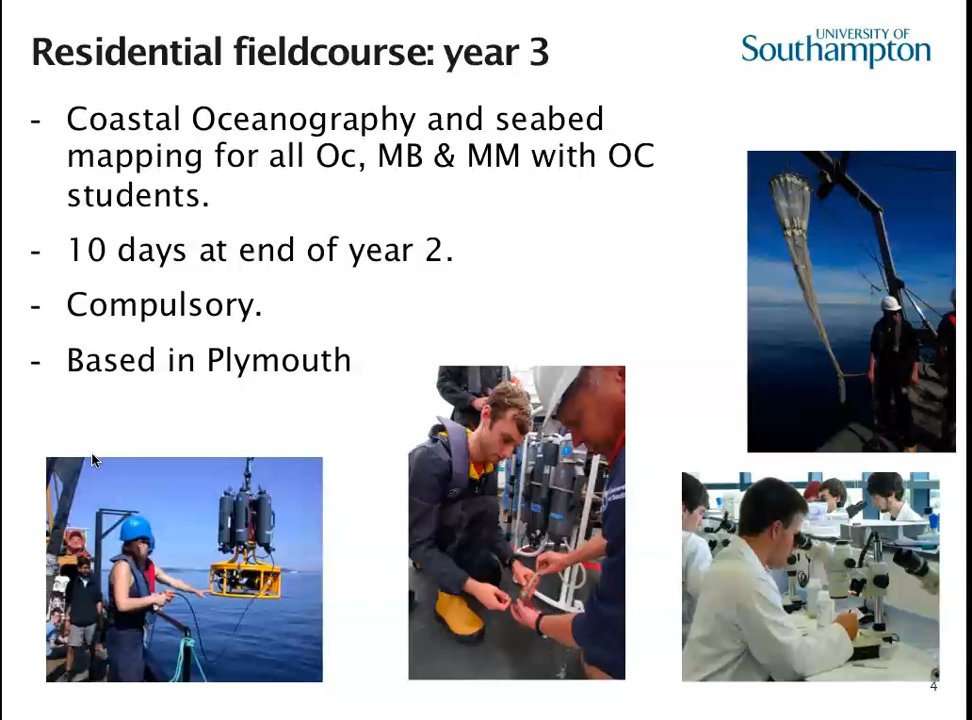 Residential fieldcourse: year 3
UNIVERSITY OF
Southampton
- Coastal Oceanography and seabed
mapping for all Oc, MB & MM with OC
students.
- 10 days at end of year 2.
- Compulsory.
- Based in Plymouth
4